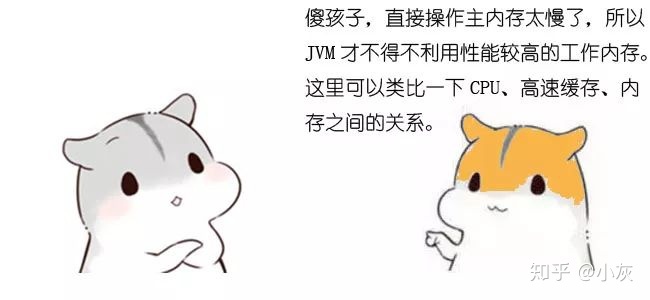 傻孩子，直接操作主内存太慢了，所以
JVM 才不得不利用性能较高的工作内存。
这里可以类比一下 CPU、高速缓存、内
存之间的关系。
知乎 @小灰